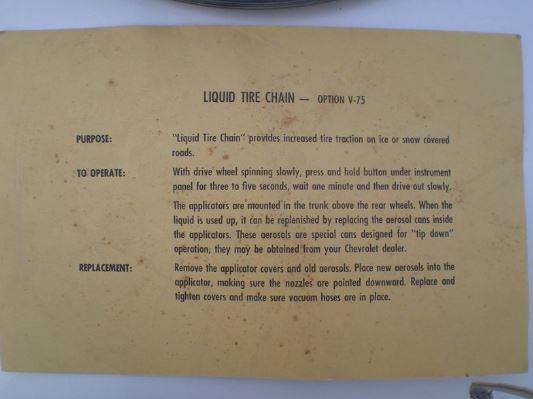 LIQUID TIRE CHAIN — OPTION V-75
PURPOSE: "Liquid Tire Chain" provides increased tire traction on ice or snow covered
roads.
TO OPERATE: With drive wheel spinning slowly, press and hold button under instrument
panel for three to five seconds, wait one minute and then drive out slowly.
The applicators are mounted in the trunk above the rear wheels. When the
liquid is used up, it can be replenished by replacing the aerosol cans inside
the applicators. These aerosols are special cans designed for "tip down"
operation; they may be obtained from your Chevrolet dealer.
REPLACEMENT: Remove the applicator covers and old aerosols. Place new aerosols into the
applicator, making sure the nozzles are pointed downward. Replace and
tighten covers and make sure vacuum hoses are in place.